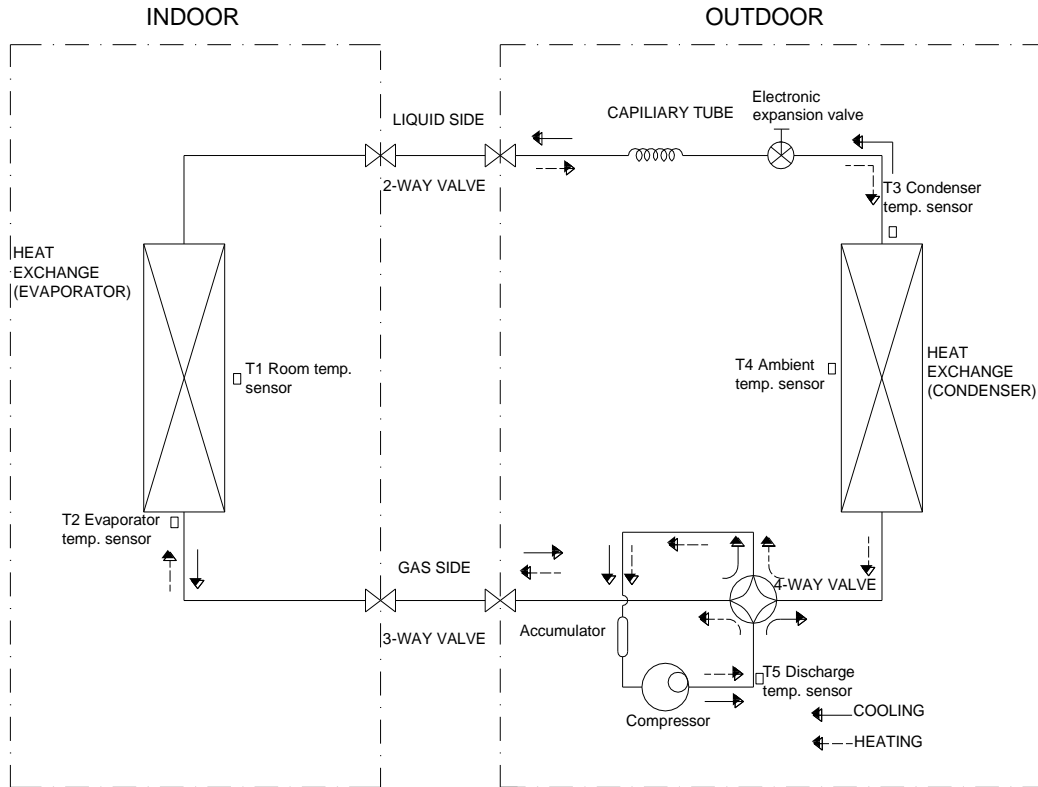 INDOOR
OUTDOOR
LIQUID SIDE
CAPILIARY TUBE
Electronic
expansion valve
2-WAY VALVE
T3 Condenser
temp. sensor
HEAT
EXCHANGE
(EVAPORATOR)
T1 Room temp.
sensor
T4 Ambient
temp. sensor
HEAT
EXCHANGE
(CONDENSER)
T2 Evaporator
temp. sensor
GAS SIDE
4-WAY VALVE
3-WAY VALVE
Accumulator
T5 Discharge
temp. sensor
Compressor
COOLING
HEATING